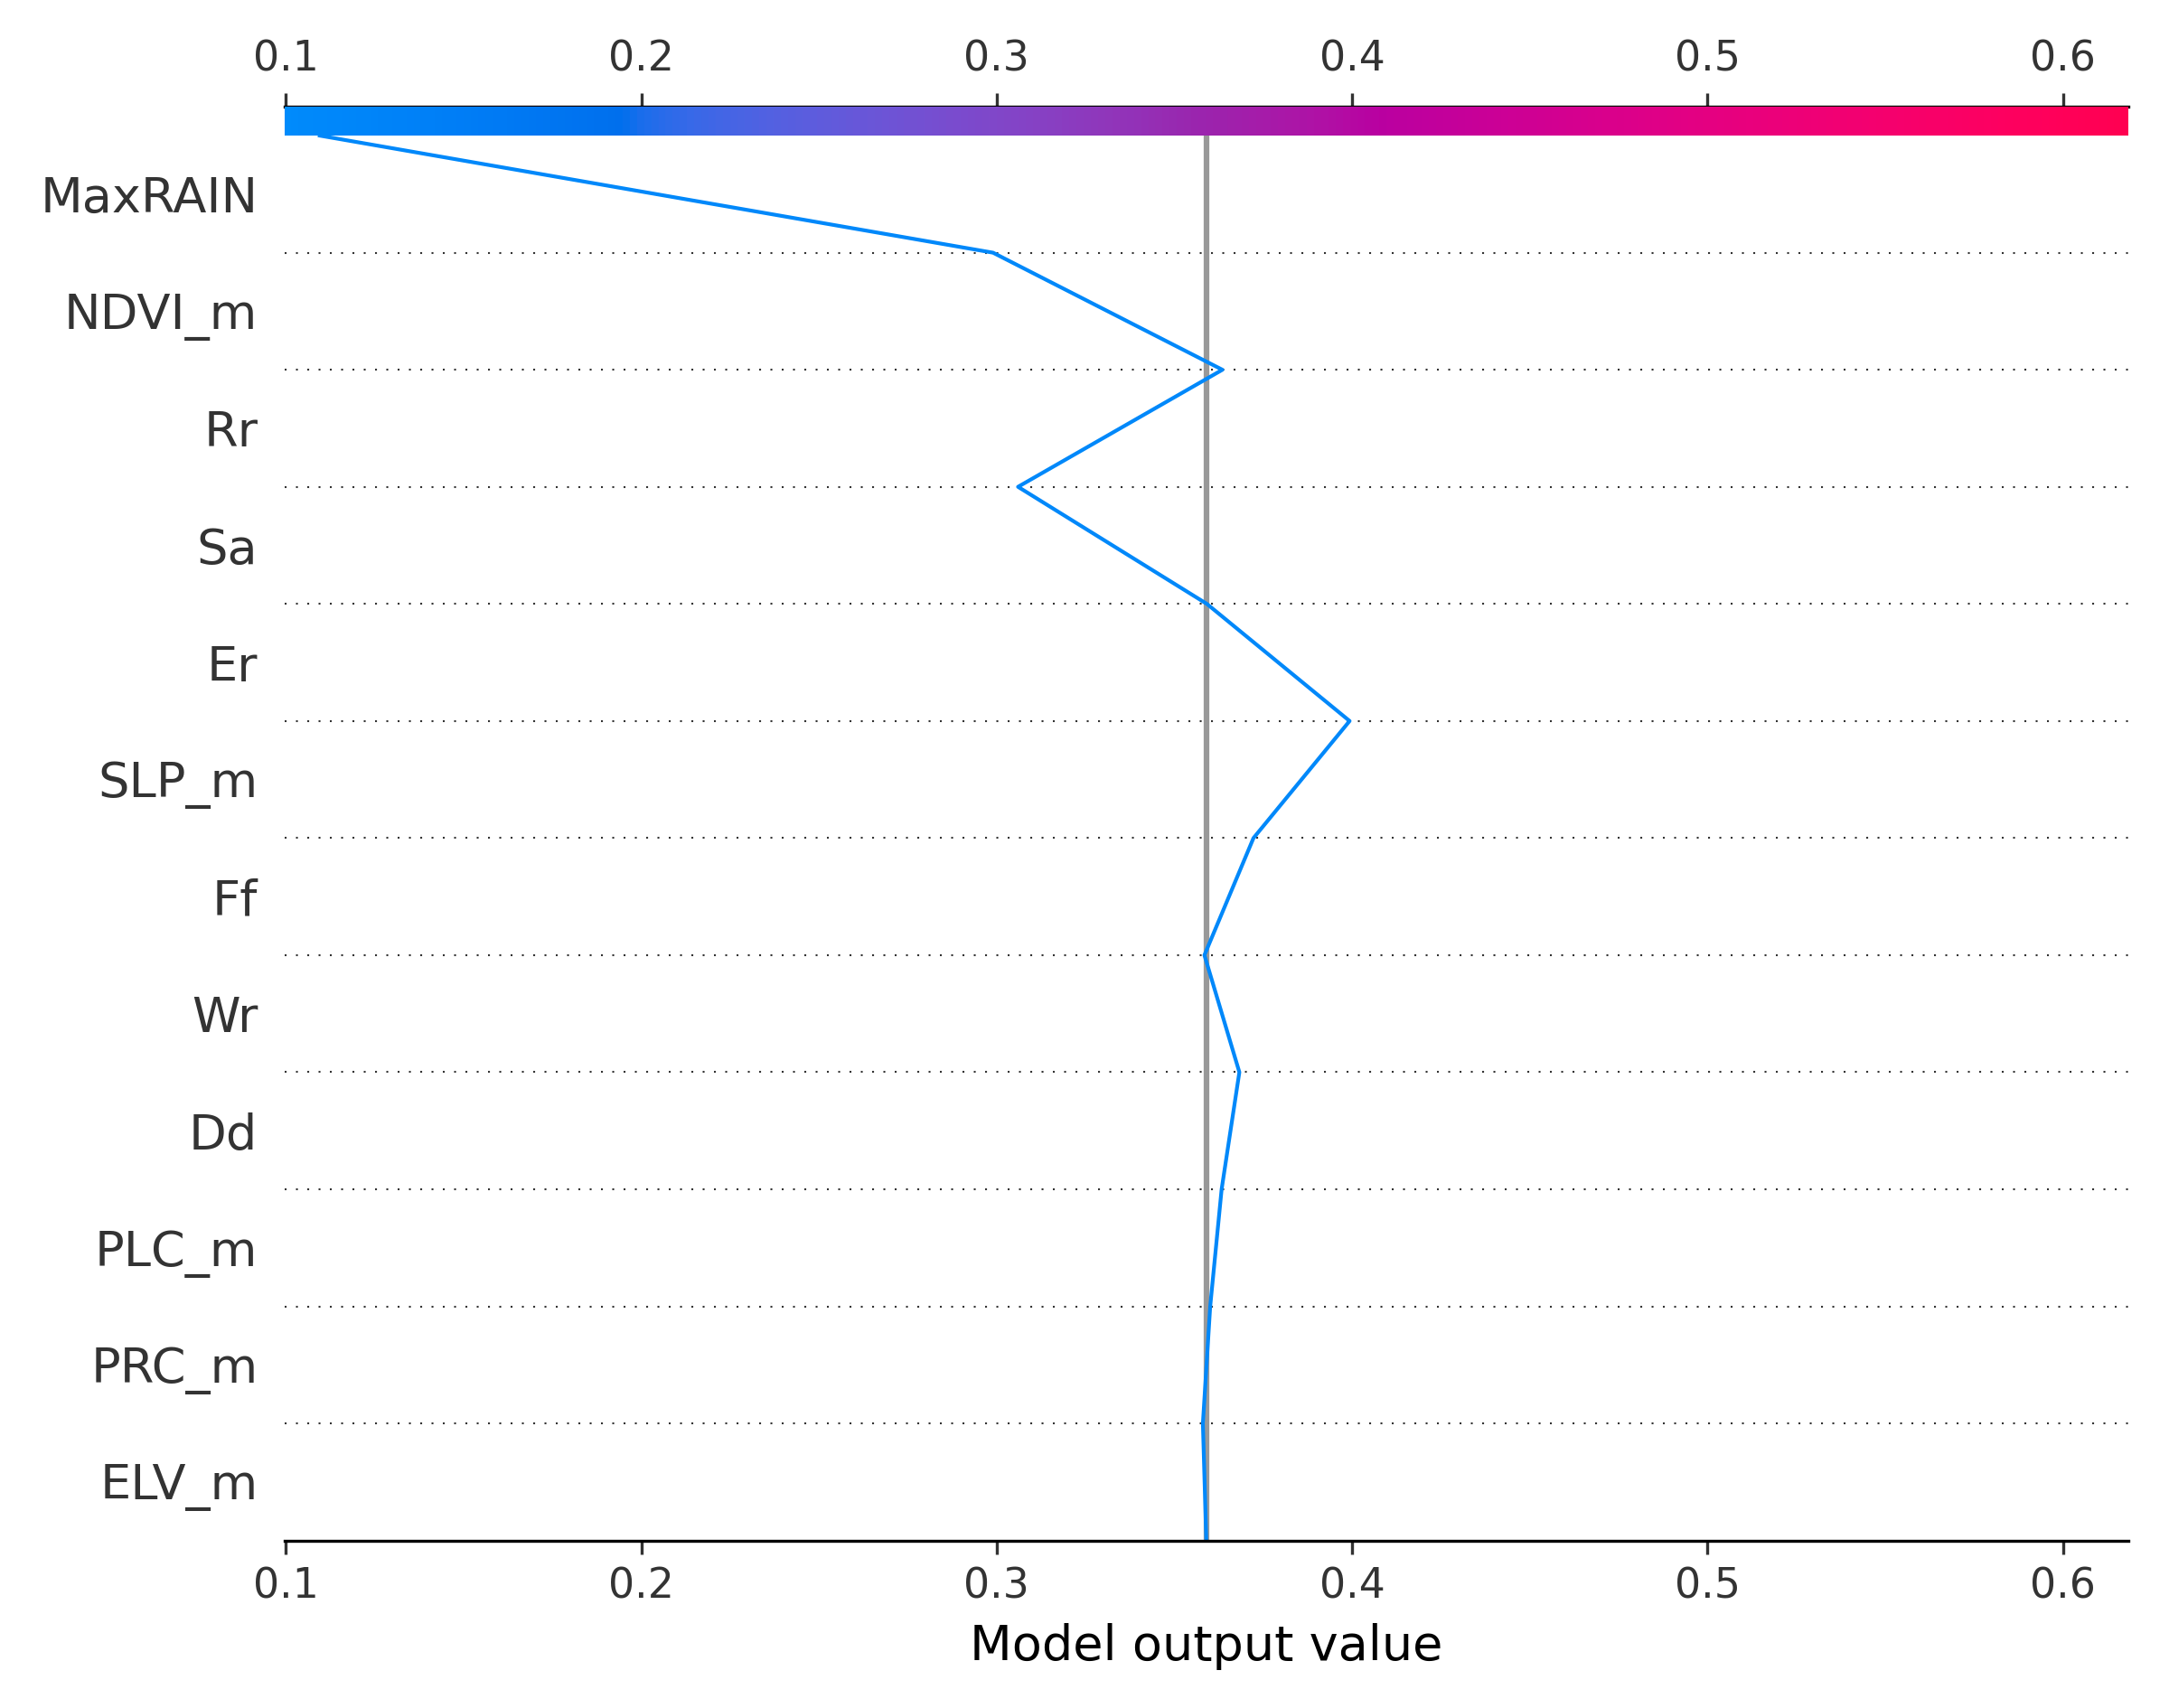 0.1 0.2 0.3 0.4 0.5 0.6
MaxRAIN
NDVI_m
Rr
Sa
Er
SLP_m
Ff
Wr
Dd
PLC_m
PRC_m
ELV_m
0.1 0.2 0.3 0.4 0.5 0.6
Model output value